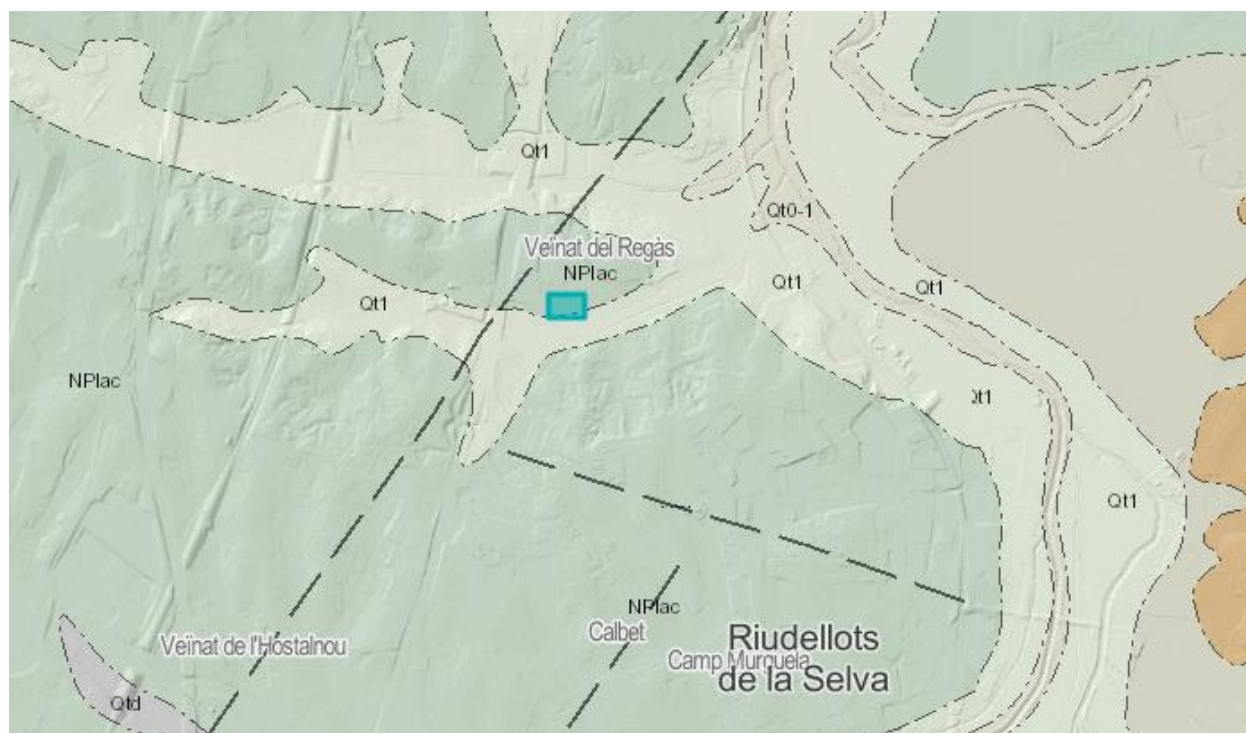 Qt1
Qt0-1
Veïnat del Regàs
NPlac
Qt1
Qt1
Qt1
NPlac
Qt1
Qt1
NPlac
Calbet
Riudellots
de la Selva
Camp Murquela
Veïnat de l'Hostalnou
Qtd